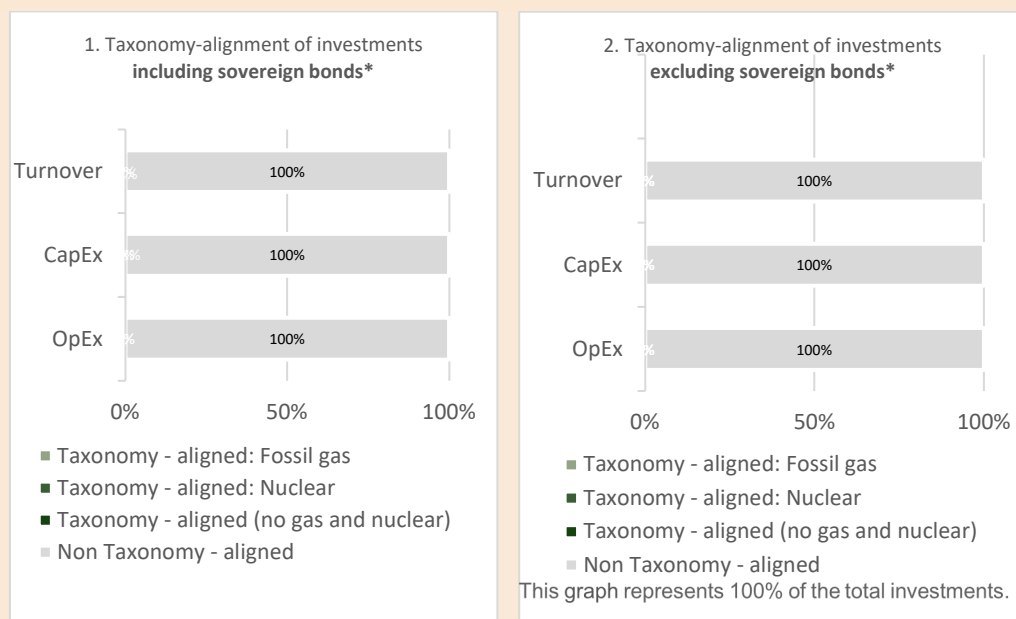 1. Taxonomy-alignment of investments
including sovereign bonds*
Turnover
100%
CapEx
100%
OpEx
100%
0% 50% 100%
Taxonomy - aligned: Fossil gas
Taxonomy - aligned: Nuclear
Taxonomy - aligned (no gas and nuclear)
Non Taxonomy - aligned
2. Taxonomy-alignment of investments
excluding sovereign bonds*
Turnover
100%
CapEx
100%
OpEx
100%
0% 50% 100%
Taxonomy - aligned: Fossil gas
Taxonomy - aligned: Nuclear
Taxonomy - aligned (no gas and nuclear)
Non Taxonomy - aligned
This graph represents 100% of the total investments.